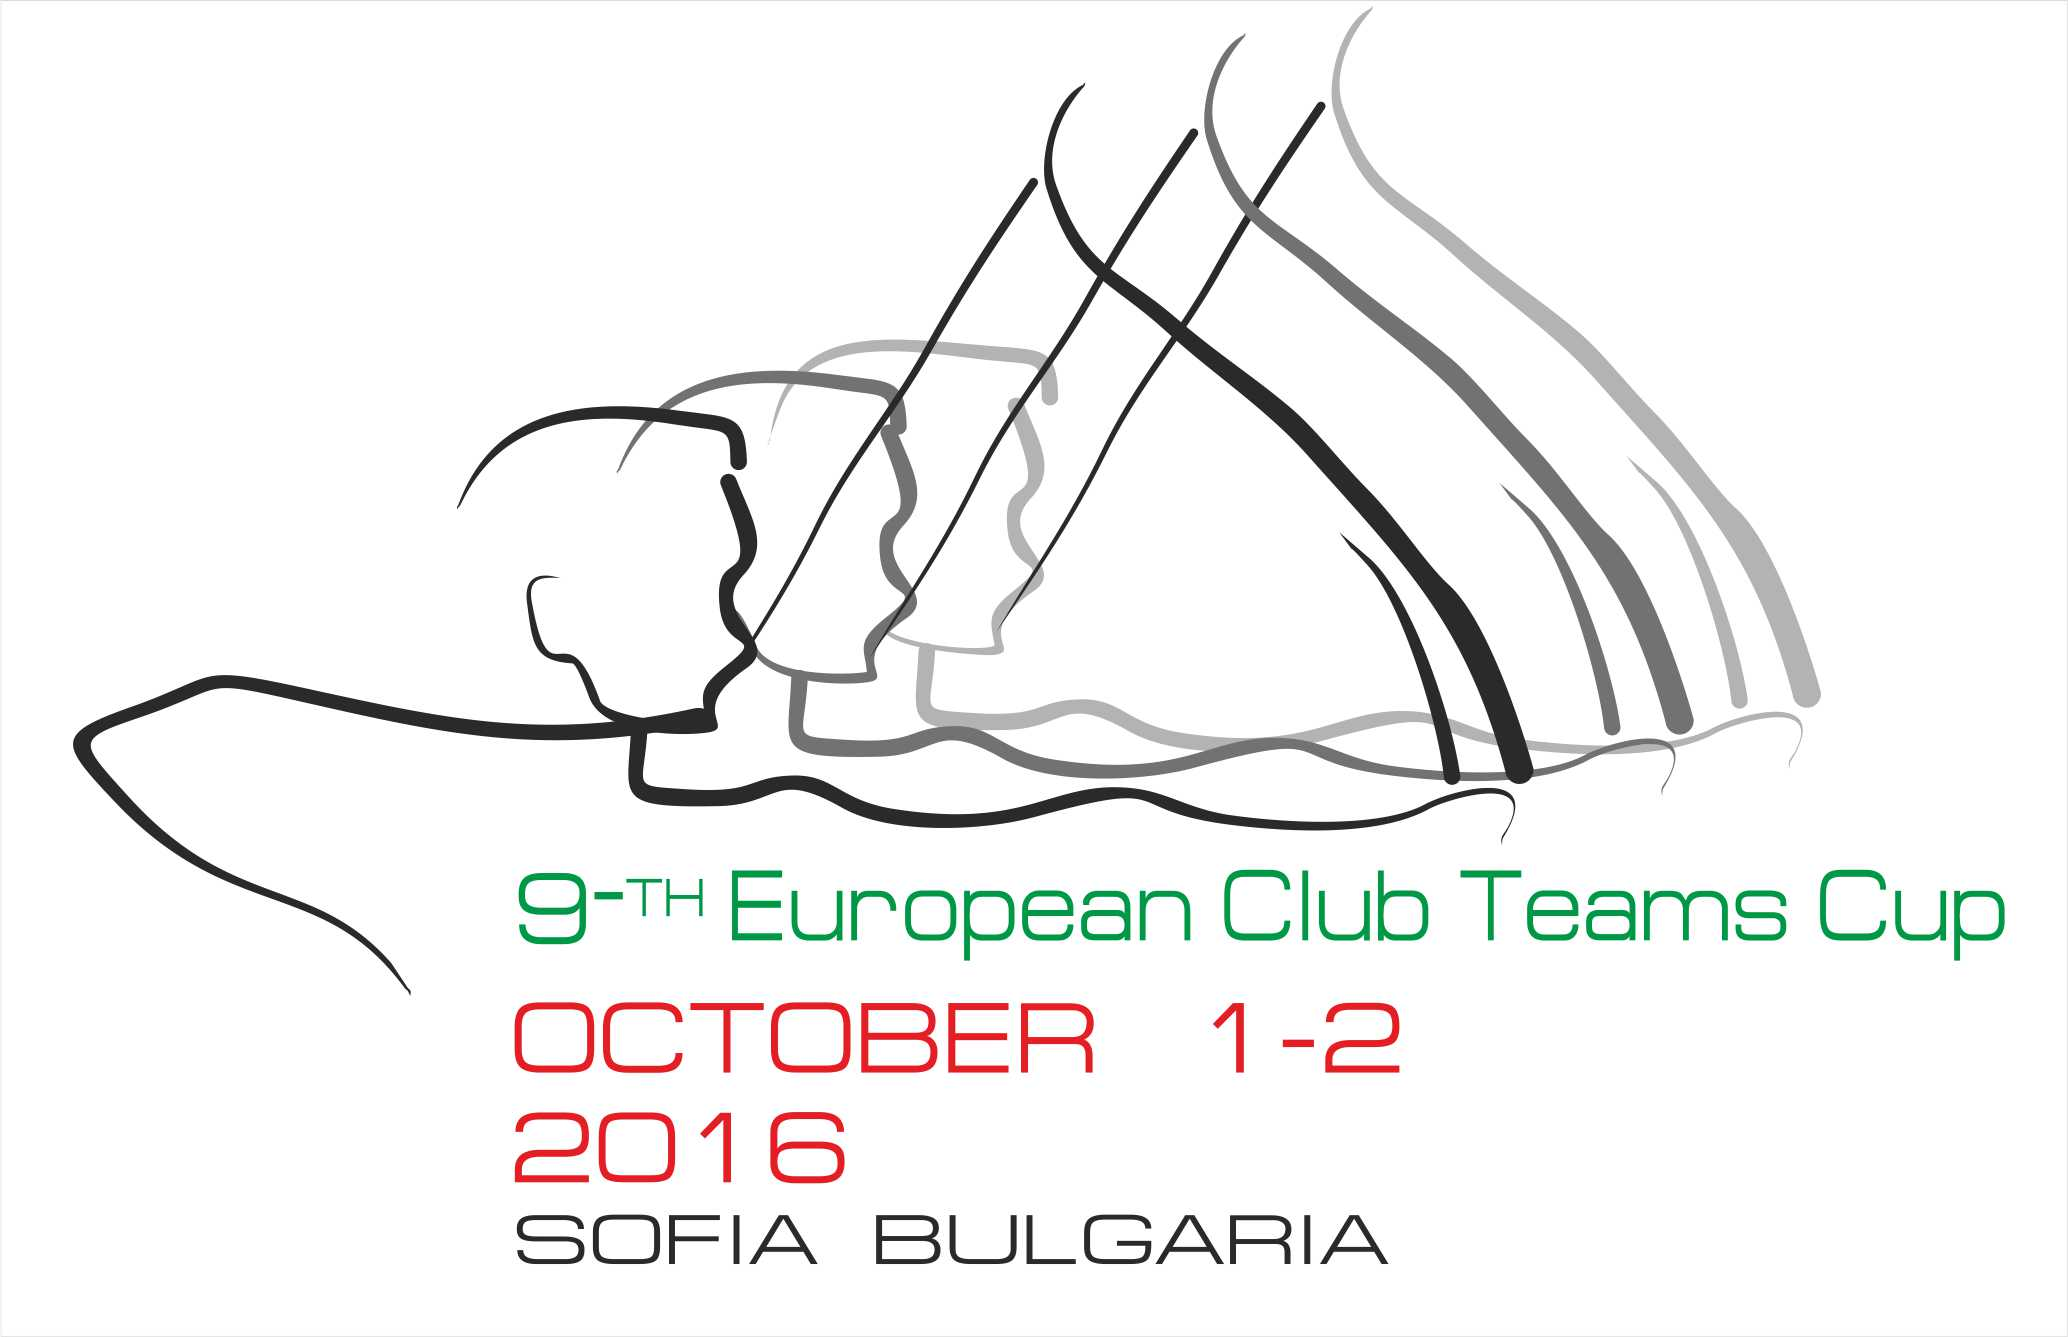 9-TH European Club Teams Cup
OCTOBER 1-2
2016
SOFIA BULGARIA